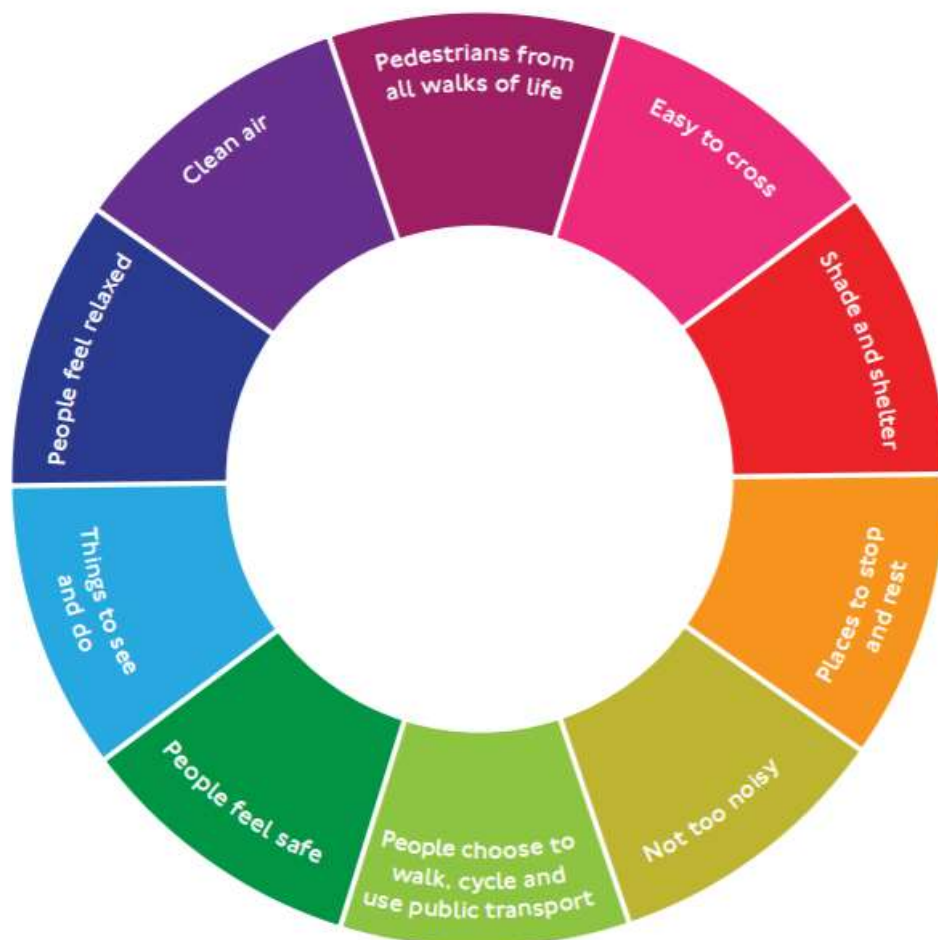 Pedestrians from
all walks of life
Easy to cross
Shade and shelter
Places to stop
and rest
Not too noisy
People choose to
walk, cycle and
use public transport
People feel safe
Things to see
and do
People feel relaxed
Clean air